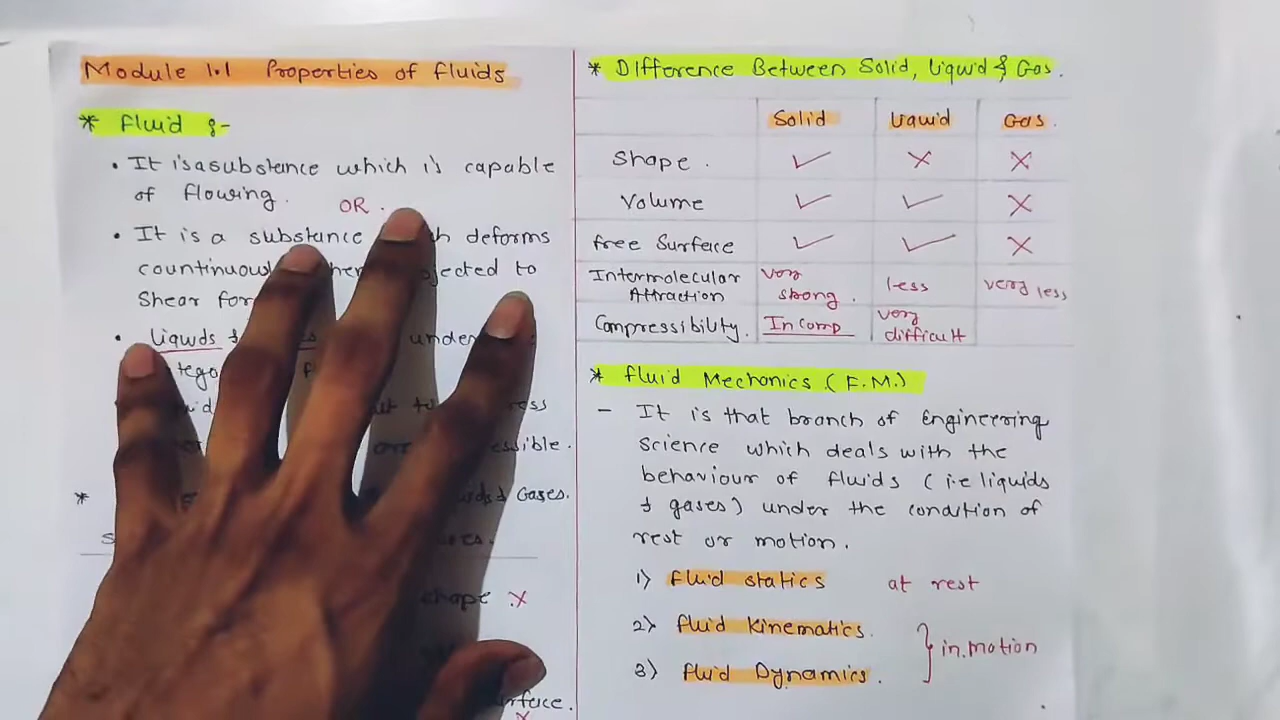 Module 1.1 Properties of fluids
* Fluid :-
• It is a substance which is capable
of flowing.
OR.
• It is a substance deforms
countinuous to
Shear for
• Liquids & under
ess
essible.
* & Gases.
shape X
urface.
X
* Difference Between Solid, Liquid & Gas.
Solid Liquid Gas.
Shape. ✓ X X
Volume ✓ ✓ X
free Surface ✓ ✓ X
Intermolecular Attraction very strong. less very less
Compressibility. Incomp very difficult
* Fluid Mechanics (F.M.)
- It is that branch of Engineering
science which deals with the
behaviour of fluids (i.e liquids
& gases) under the condition of
rest or motion.
1) fluid statics at rest
2) fluid Kinematics.
} in.motion
3) fluid Dynamics.